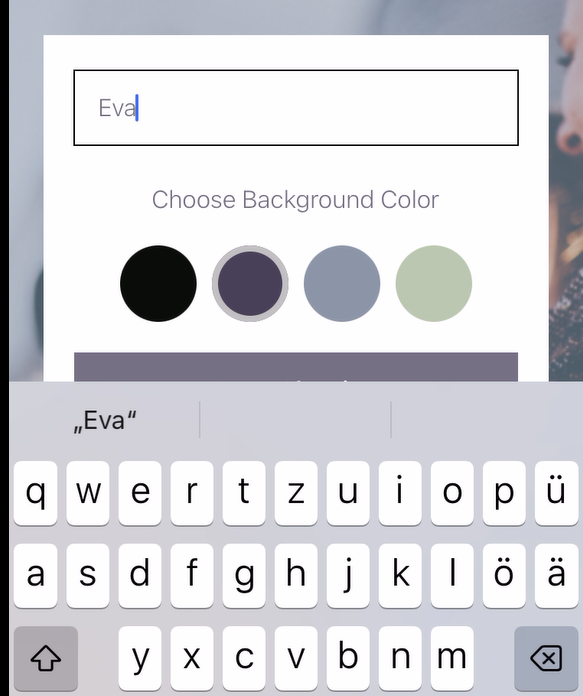 Eva
Choose Background Color
„Eva“
q w e r t z u i o p ü
a s d f g h j k l ö ä
y x c v b n m